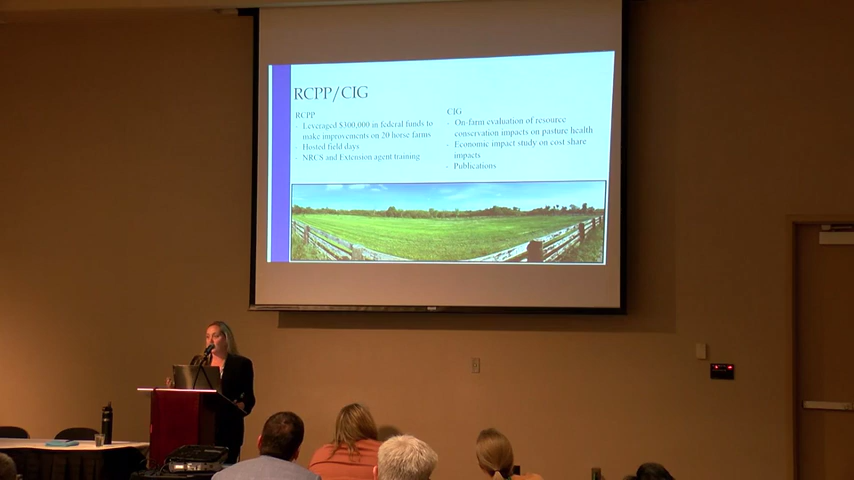 RCPP/CIG
RCPP
- Leveraged $300,000 in federal funds to
make improvements on 20 horse farms
- Hosted field days
- NRCS and Extension agent training
CIG
- On-farm evaluation of resource
conservation impacts on pasture health
- Economic impact study on cost share
impacts
- Publications